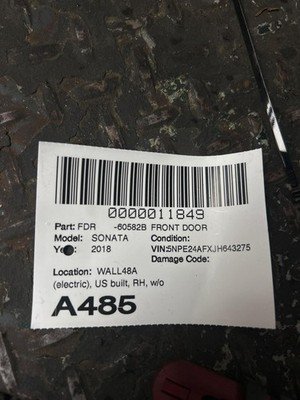 0000011849
Part: FDR -60582B FRONT DOOR
Model: SONATA Condition:
Year: 2018 VIN:5NPE24AFXJH643275
Damage Code:
Location: WALL48A
(electric), US built, RH, w/o
A485